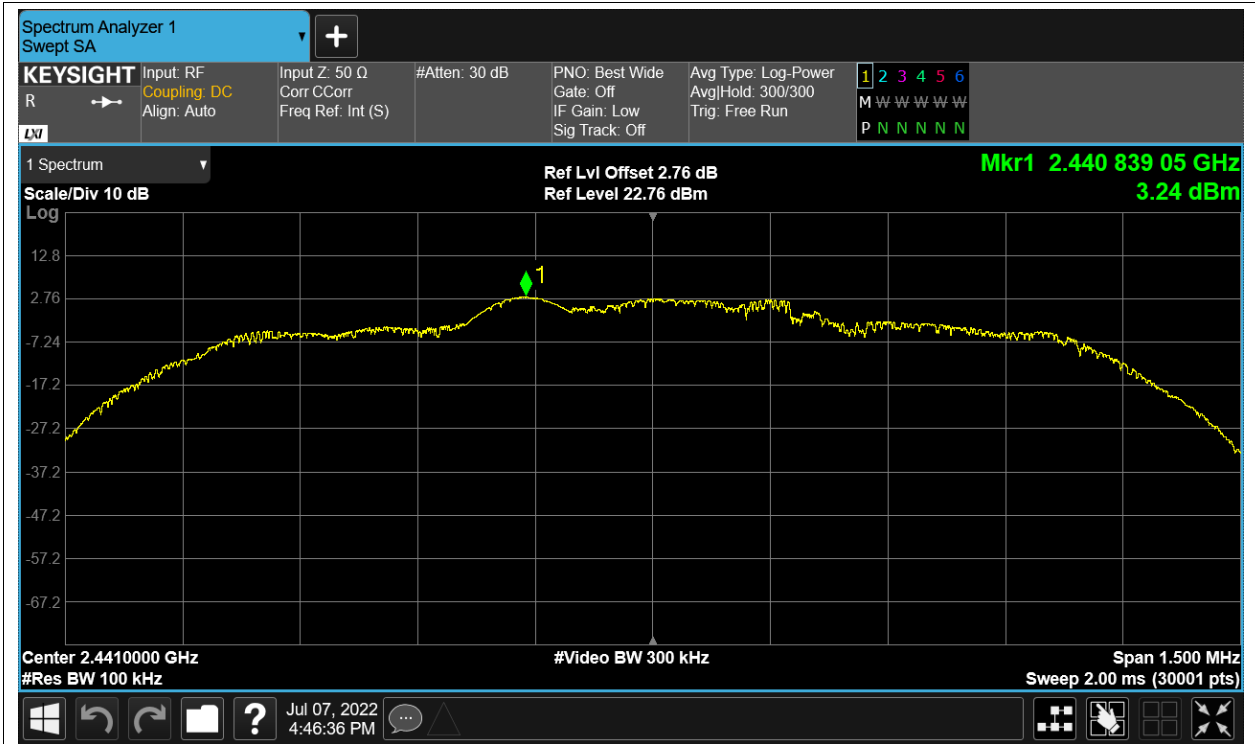 Spectrum Analyzer 1
Swept SA
KEYSIGHT
R
LXI
Input: RF
Coupling: DC
Align: Auto
Input Z: 50 Ω
Corr CCorr
Freq Ref: Int (S)
#Atten: 30 dB
PNO: Best Wide
Gate: Off
IF Gain: Low
Sig Track: Off
Avg Type: Log-Power
Avg|Hold: 300/300
Trig: Free Run
1 2 3 4 5 6
M W W W W W
P N N N N N
1 Spectrum
Scale/Div 10 dB
Log
Ref Lvl Offset 2.76 dB
Ref Level 22.76 dBm
Mkr1 2.440 839 05 GHz
3.24 dBm
12.8
2.76
-7.24
-17.2
-27.2
-37.2
-47.2
-57.2
-67.2
1
Center 2.4410000 GHz
#Res BW 100 kHz
#Video BW 300 kHz
Span 1.500 MHz
Sweep 2.00 ms (30001 pts)
?
Jul 07, 2022
4:46:36 PM